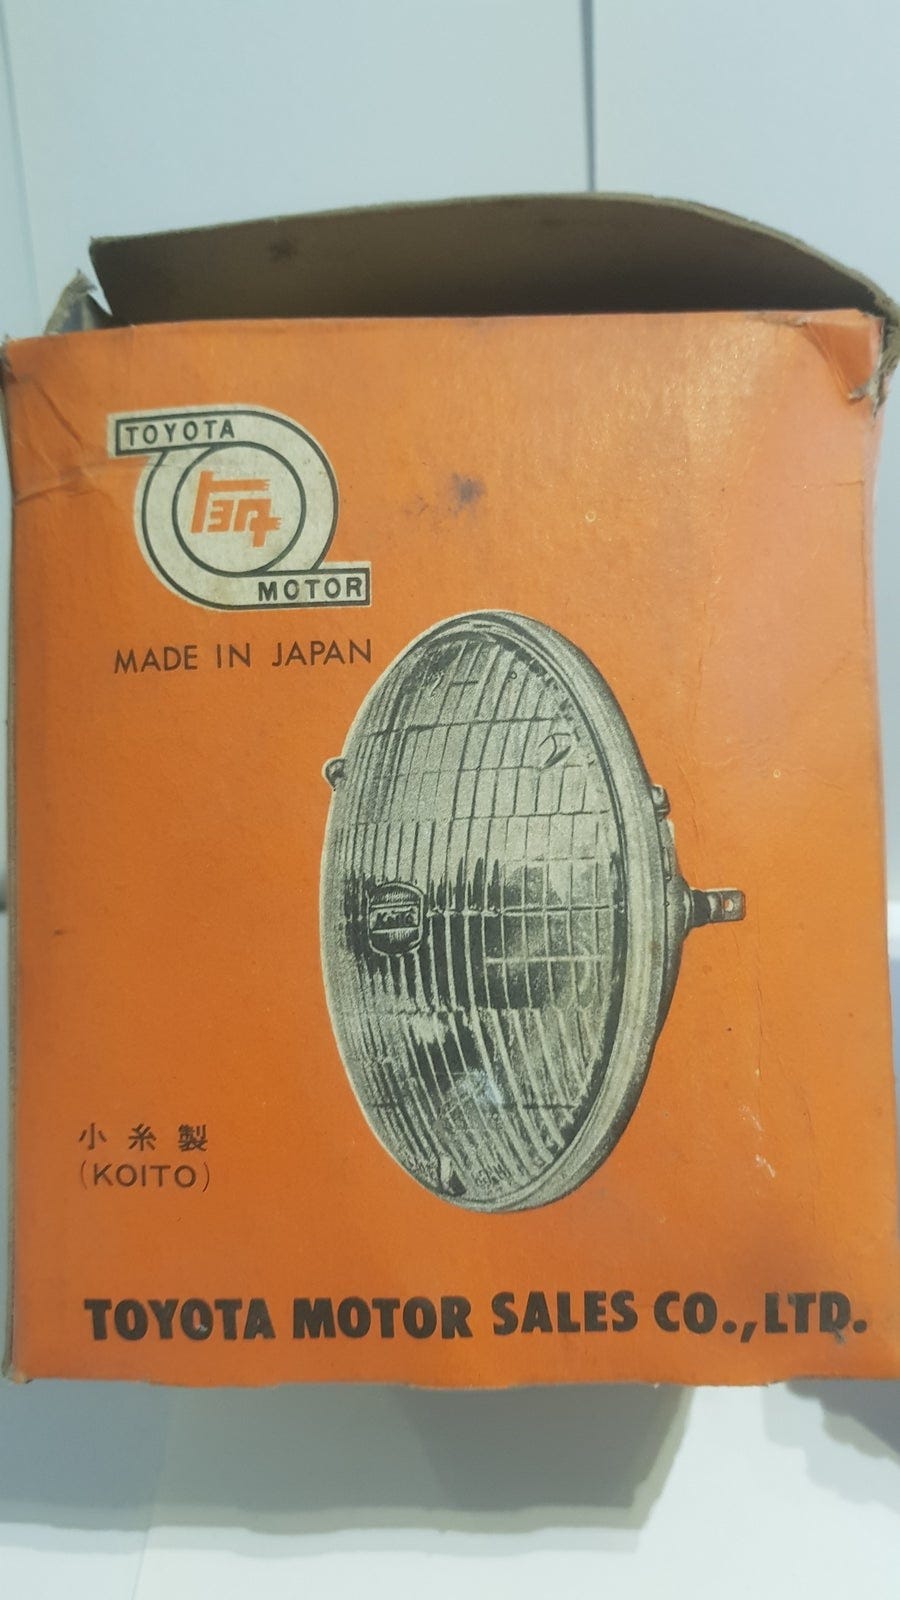 TOYOTA
トヨタ
MOTOR
MADE IN JAPAN
小糸製
(KOITO)
TOYOTA MOTOR SALES CO.,LTD.